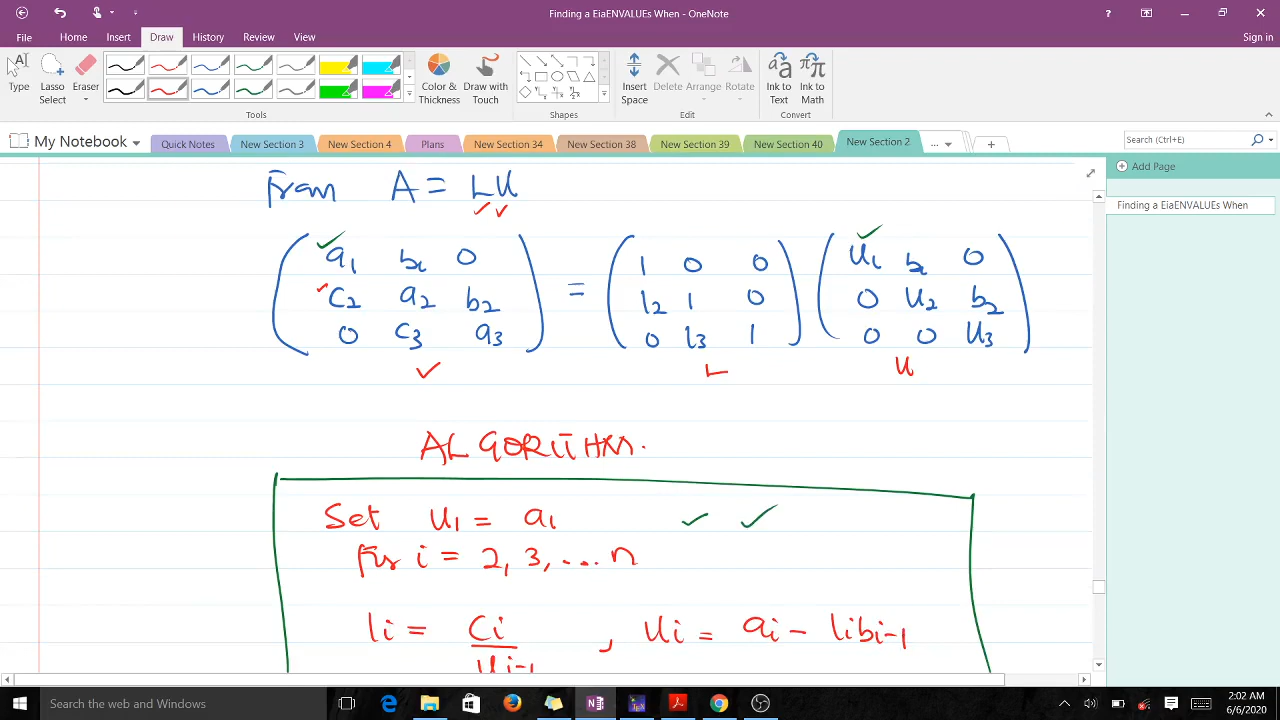 Finding a EiaENVALUEs When - OneNote
File Home Insert Draw History Review View Sign in
Type Lasso Select Eraser Color & Thickness Draw with Touch Insert Space Delete Arrange Rotate Ink to Text Ink to Math
Tools Shapes Edit Convert
My Notebook Quick Notes New Section 3 New Section 4 Plans New Section 34 New Section 38 New Section 39 New Section 40 New Section 2 ... Search (Ctrl+E)
Add Page
Finding a EiaENVALUEs When
From A = LU
a1 b1 0 1 0 0 u1 b1 0
c2 a2 b2 = l2 1 0 0 u2 b2
0 c3 a3 0 l3 1 0 0 u3
L U
ALGORITHM.
Set u1 = a1
For i = 2, 3, ... n
li = ci / ui-1 , ui = ai - libi-1
Search the web and Windows
2:02 AM
6/6/2020